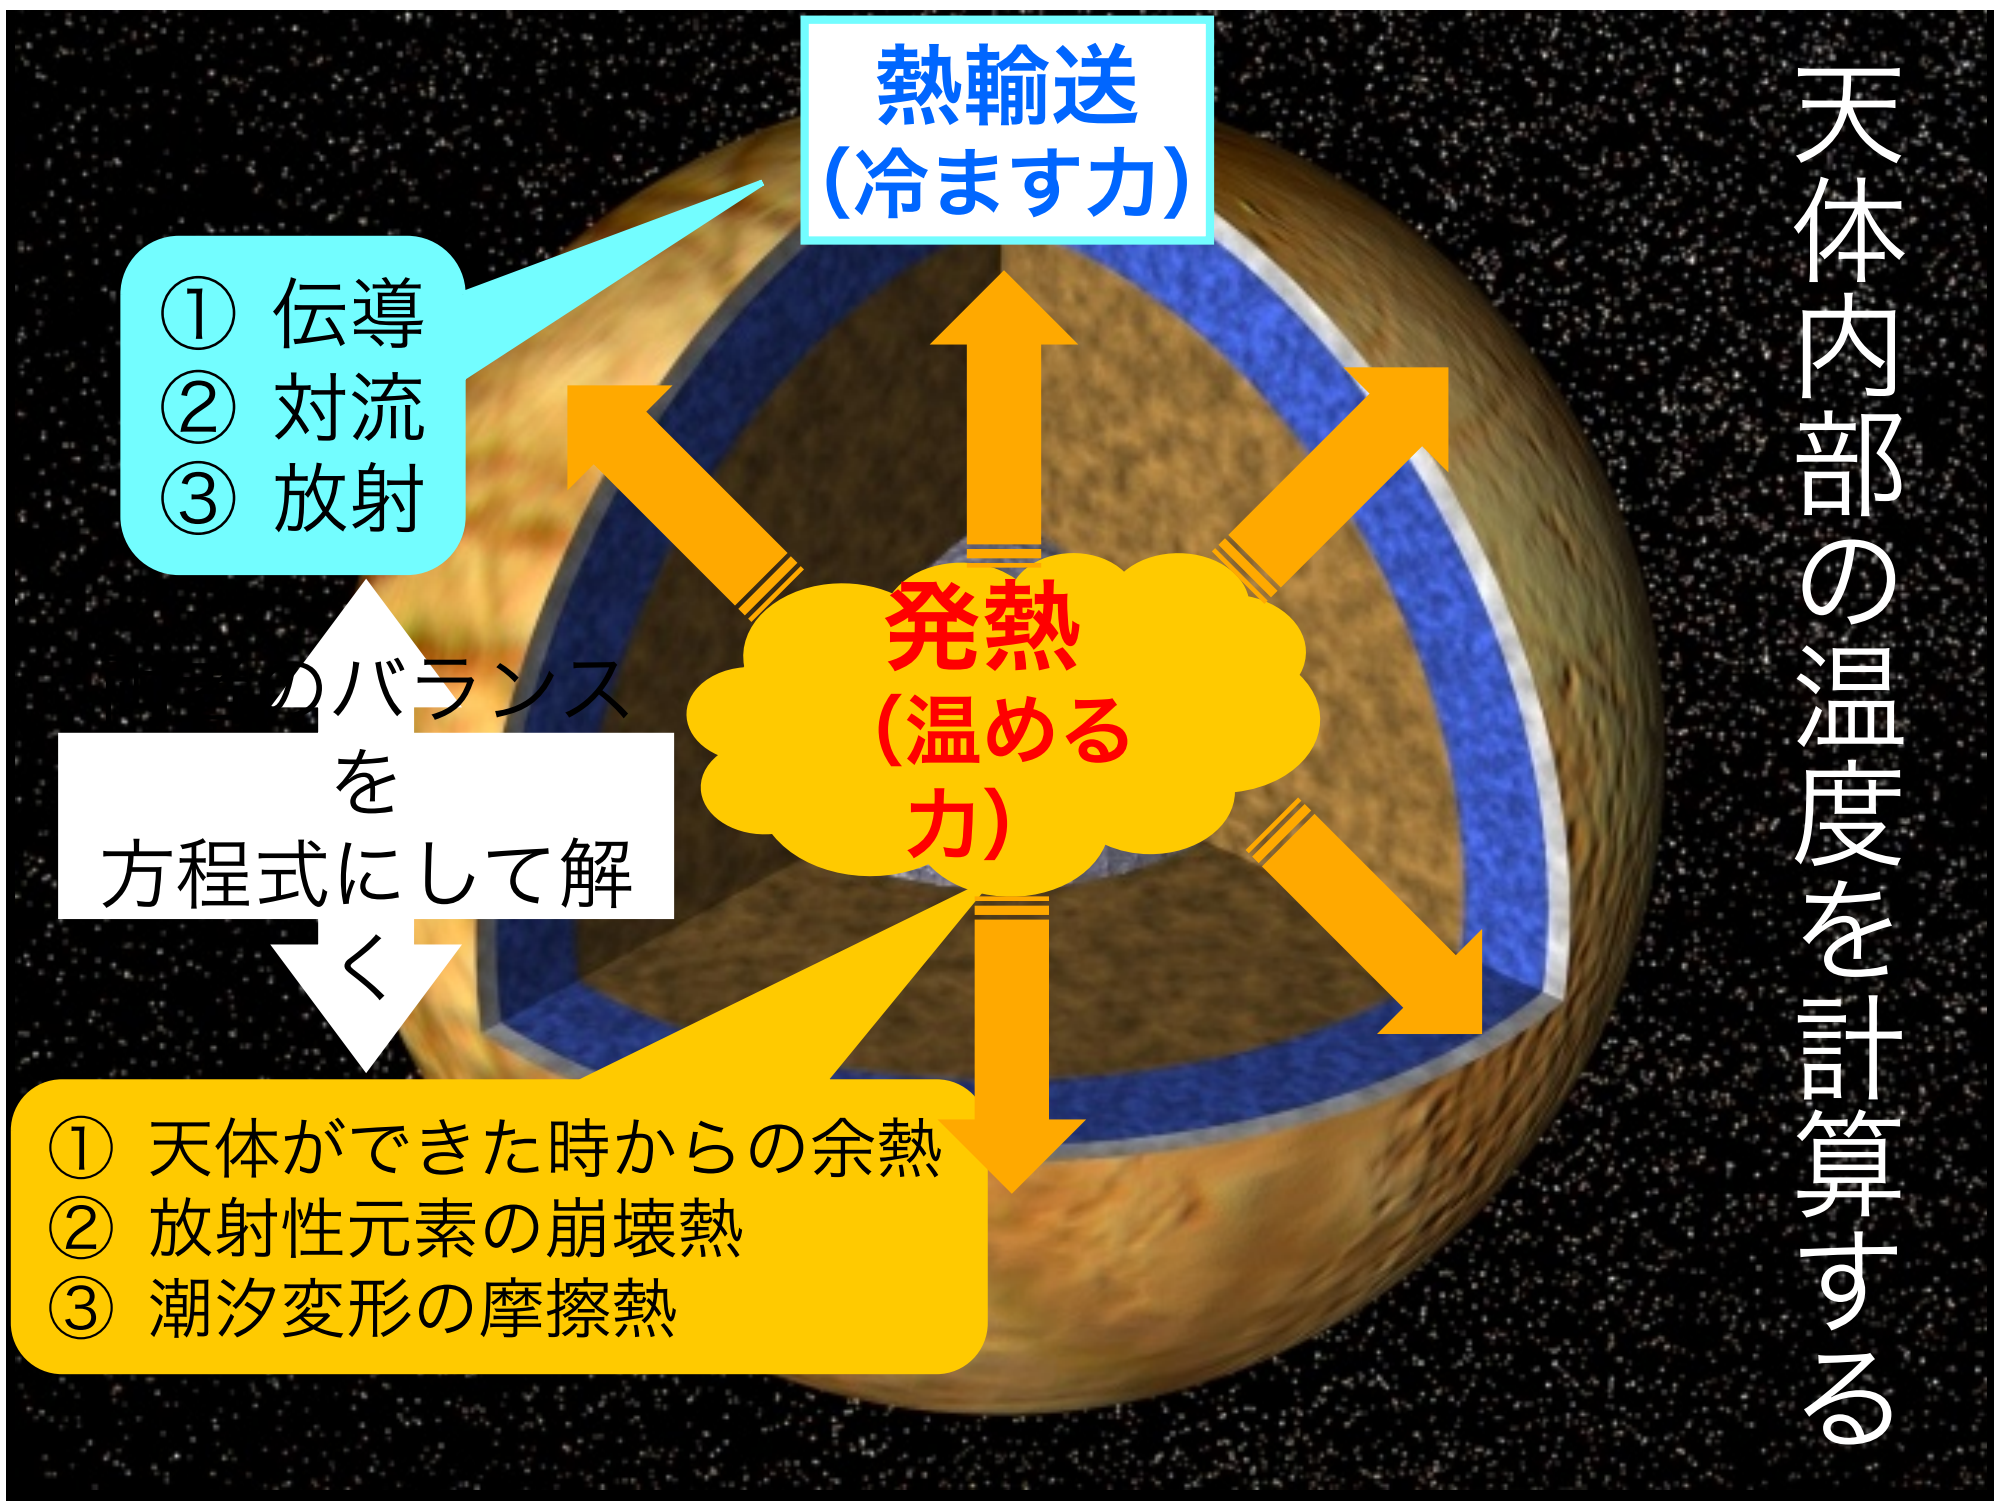 天体内部の温度を計算する
熱輸送
（冷ます力）
① 伝導
② 対流
③ 放射
発熱
（温める
力）
のバランス
を
方程式にして解
く
① 天体ができた時からの余熱
② 放射性元素の崩壊熱
③ 潮汐変形の摩擦熱